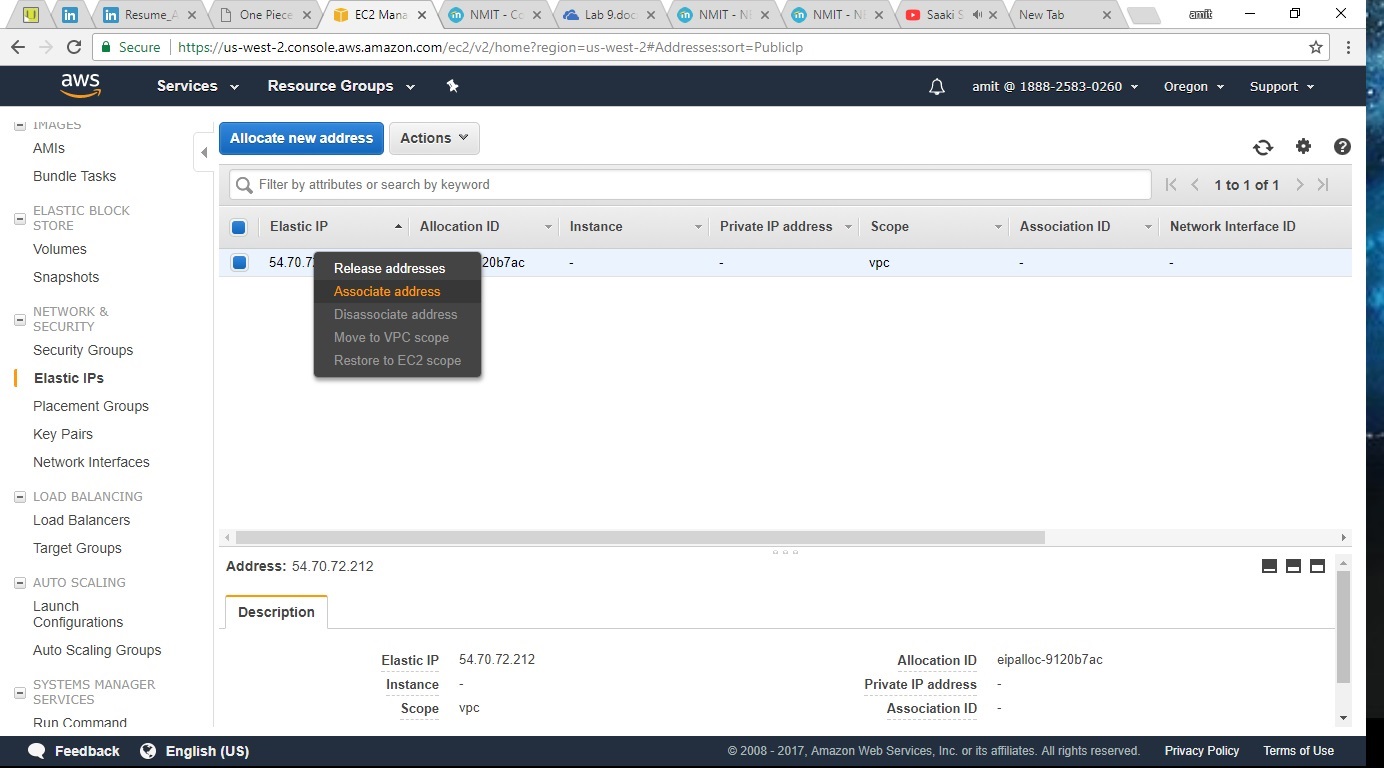 Resume_A
One Piece
EC2 Mana
NMIT - Co
Lab 9.doc
NMIT - NE
NMIT - NE
Saaki S
New Tab
amit
Secure
https://us-west-2.console.aws.amazon.com/ec2/v2/home?region=us-west-2#Addresses:sort=PublicIp
aws
Services
Resource Groups
amit @ 1888-2583-0260
Oregon
Support
IMAGES
AMIs
Bundle Tasks
ELASTIC BLOCK
STORE
Volumes
Snapshots
NETWORK &
SECURITY
Security Groups
Elastic IPs
Placement Groups
Key Pairs
Network Interfaces
LOAD BALANCING
Load Balancers
Target Groups
AUTO SCALING
Launch
Configurations
Auto Scaling Groups
SYSTEMS MANAGER
SERVICES
Run Command
Allocate new address
Actions
Filter by attributes or search by keyword
1 to 1 of 1
Elastic IP
Allocation ID
Instance
Private IP address
Scope
Association ID
Network Interface ID
54.70.7
20b7ac
-
-
vpc
-
-
Release addresses
Associate address
Disassociate address
Move to VPC scope
Restore to EC2 scope
Address: 54.70.72.212
Description
Elastic IP 54.70.72.212
Allocation ID eipalloc-9120b7ac
Instance -
Private IP address -
Scope vpc
Association ID -
Feedback
English (US)
© 2008 - 2017, Amazon Web Services, Inc. or its affiliates. All rights reserved.
Privacy Policy
Terms of Use